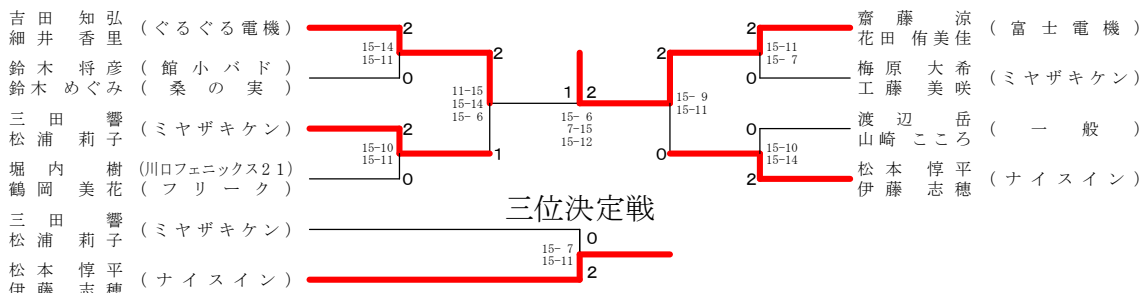 吉田 知弘 (ぐるぐる電機)
細井 香里
鈴木 将彦 (館小バド)
鈴木 めぐみ (桑の実)
三田 響 (ミヤザキケン)
松浦 莉子
堀内 樹 (川口フェニックス21)
鶴岡 美花 (フリーク)
2
15-14
15-11
0
2
15-10
15-11
0
2
11-15
15-14
15- 6
1
1 2
15- 6
7-15
15-12
2
15- 9
15-11
0
2
15-11
15- 7
0
0
15-10
15-14
2
齋藤 涼 (富士電機)
花田 侑美佳
梅原 大希 (ミヤザキケン)
工藤 美咲
渡辺 岳 (一般)
山崎 こころ
松本 惇平 (ナイスイン)
伊藤 志穂
三位決定戦
三田 響 (ミヤザキケン)
松浦 莉子
松本 惇平 (ナイスイン)
伊藤 志穂
0
15- 7
15-11
2